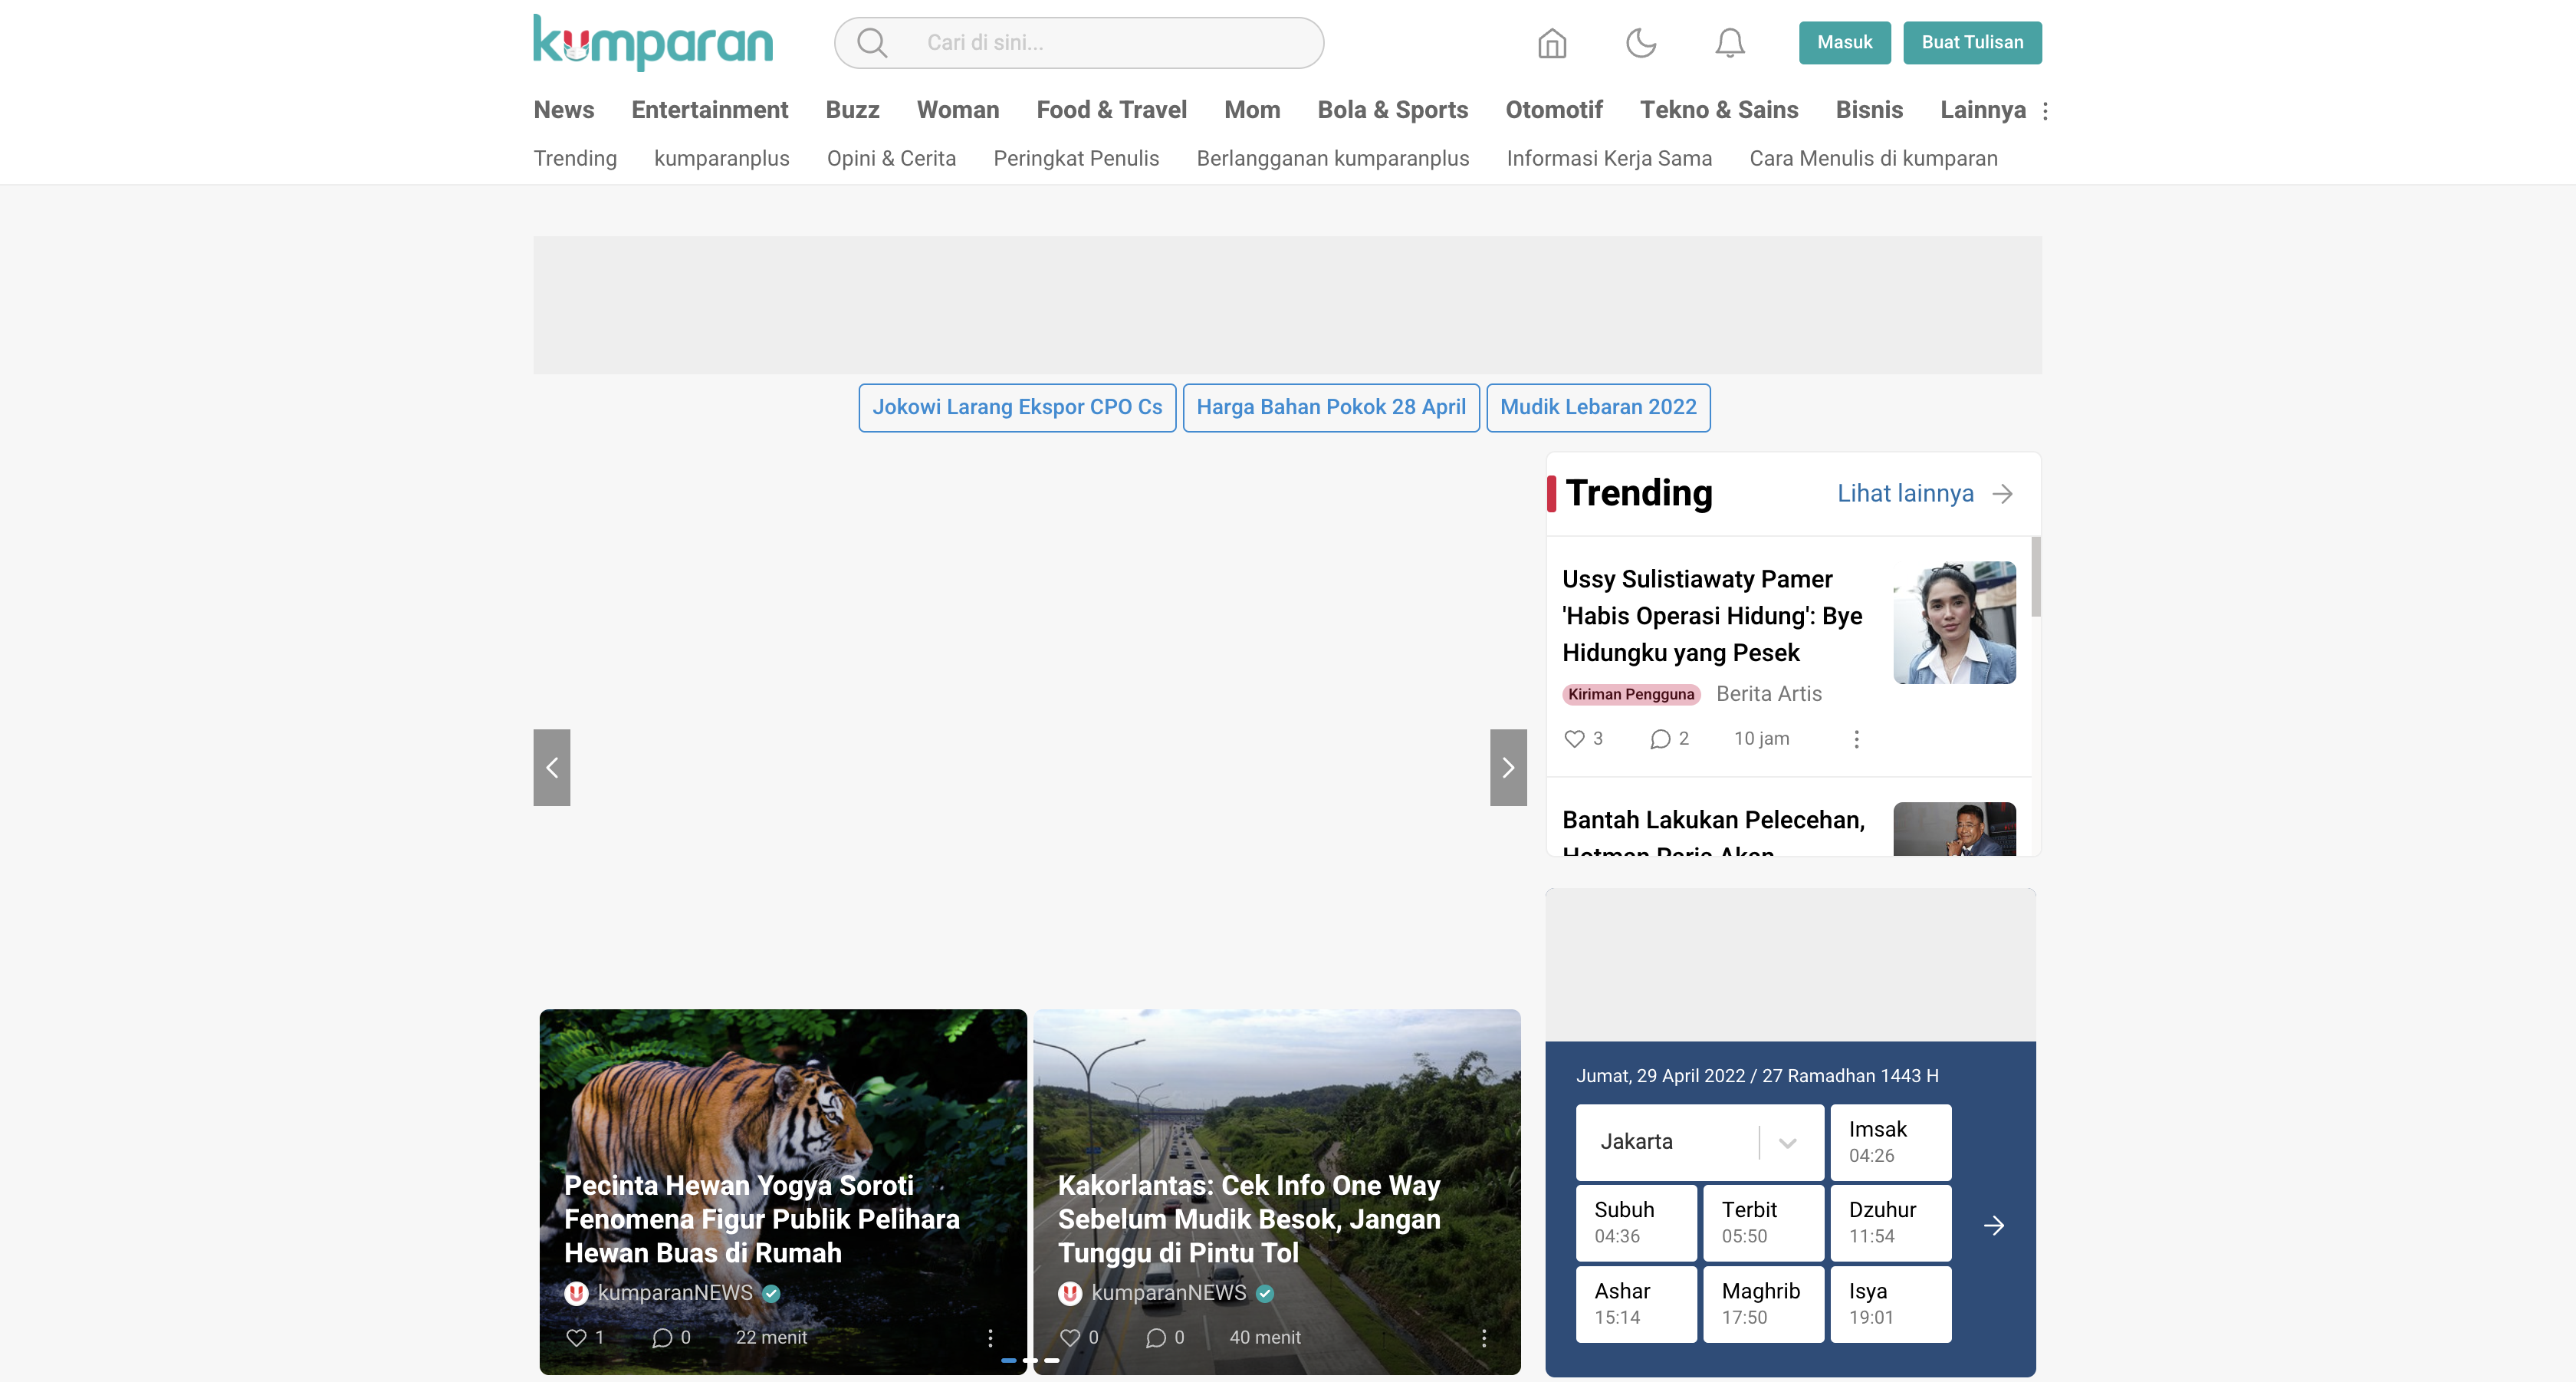 kumparan
Cari di sini...
Masuk
Buat Tulisan
News
Entertainment
Buzz
Woman
Food & Travel
Mom
Bola & Sports
Otomotif
Tekno & Sains
Bisnis
Lainnya
Trending
kumparanplus
Opini & Cerita
Peringkat Penulis
Berlangganan kumparanplus
Informasi Kerja Sama
Cara Menulis di kumparan
Jokowi Larang Ekspor CPO Cs
Harga Bahan Pokok 28 April
Mudik Lebaran 2022
Trending
Lihat lainnya
Ussy Sulistiawaty Pamer
'Habis Operasi Hidung': Bye
Hidungku yang Pesek
Kiriman Pengguna
Berita Artis
3
2
10 jam
Bantah Lakukan Pelecehan,
Hotman Paris Akan
Pecinta Hewan Yogya Soroti
Fenomena Figur Publik Pelihara
Hewan Buas di Rumah
kumparanNEWS
1
0
22 menit
Kakorlantas: Cek Info One Way
Sebelum Mudik Besok, Jangan
Tunggu di Pintu Tol
kumparanNEWS
0
0
40 menit
Jumat, 29 April 2022 / 27 Ramadhan 1443 H
Jakarta
Imsak
04:26
Subuh
04:36
Terbit
05:50
Dzuhur
11:54
Ashar
15:14
Maghrib
17:50
Isya
19:01